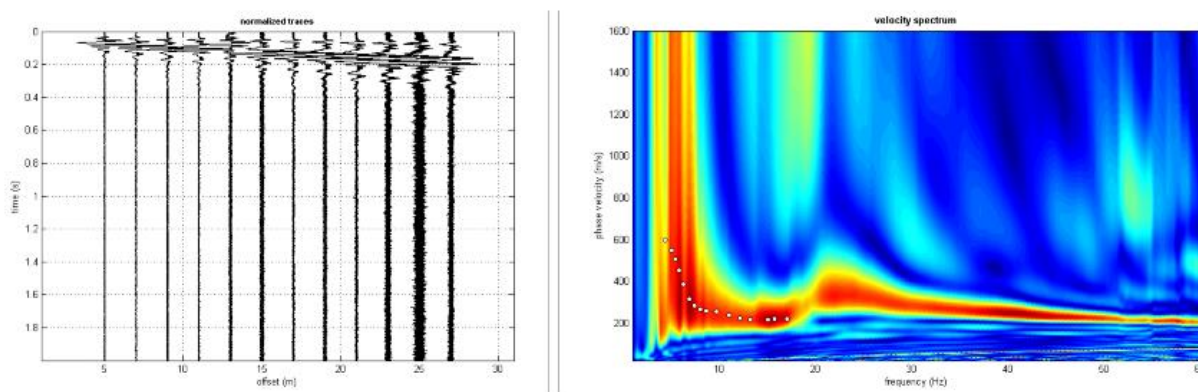 normalized traces
0
0.2
0.4
0.6
0.8
1
1.2
1.4
1.6
1.8
time (s)
5 10 15 20 25 30
offset (m)
velocity spectrum
1600
1400
1200
1000
800
600
400
200
phase velocity (m/s)
10 20 30 40 50
frequency (Hz)